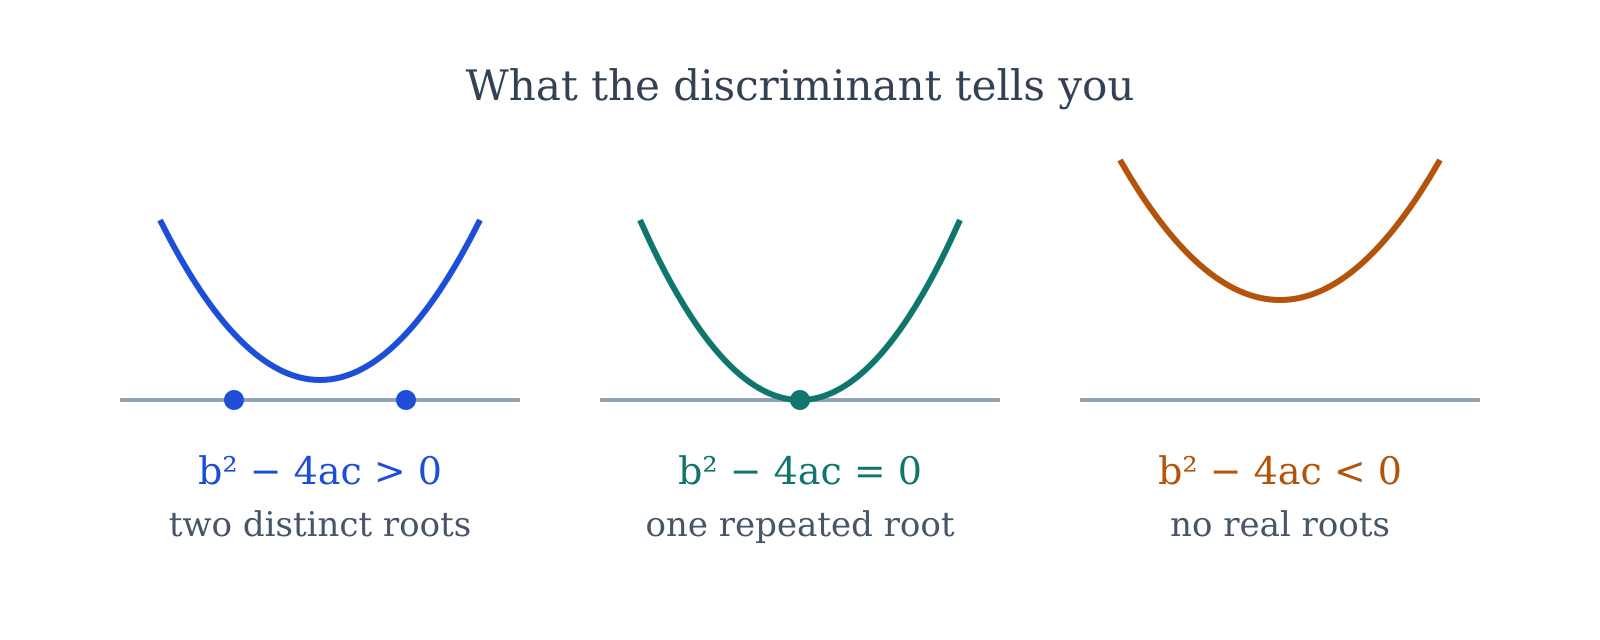 What the discriminant tells you
b² − 4ac > 0
two distinct roots
b² − 4ac = 0
one repeated root
b² − 4ac < 0
no real roots